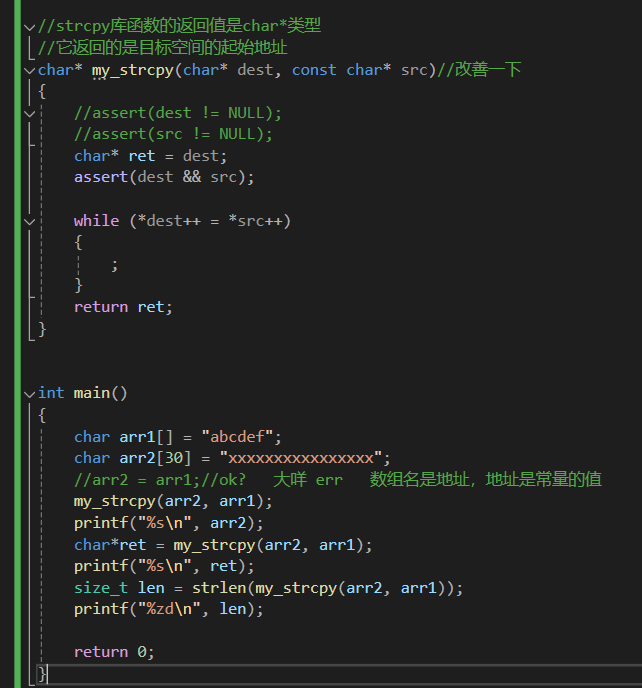 //strcpy库函数的返回值是char*类型
//它返回的是目标空间的起始地址
char* my_strcpy(char* dest, const char* src)//改善一下
{
//assert(dest != NULL);
//assert(src != NULL);
char* ret = dest;
assert(dest && src);
while (*dest++ = *src++)
{
;
}
return ret;
}
int main()
{
char arr1[] = "abcdef";
char arr2[30] = "xxxxxxxxxxxxxxxx";
//arr2 = arr1;//ok? 大咩 err 数组名是地址，地址是常量的值
my_strcpy(arr2, arr1);
printf("%s\n", arr2);
char*ret = my_strcpy(arr2, arr1);
printf("%s\n", ret);
size_t len = strlen(my_strcpy(arr2, arr1));
printf("%zd\n", len);
return 0;
}